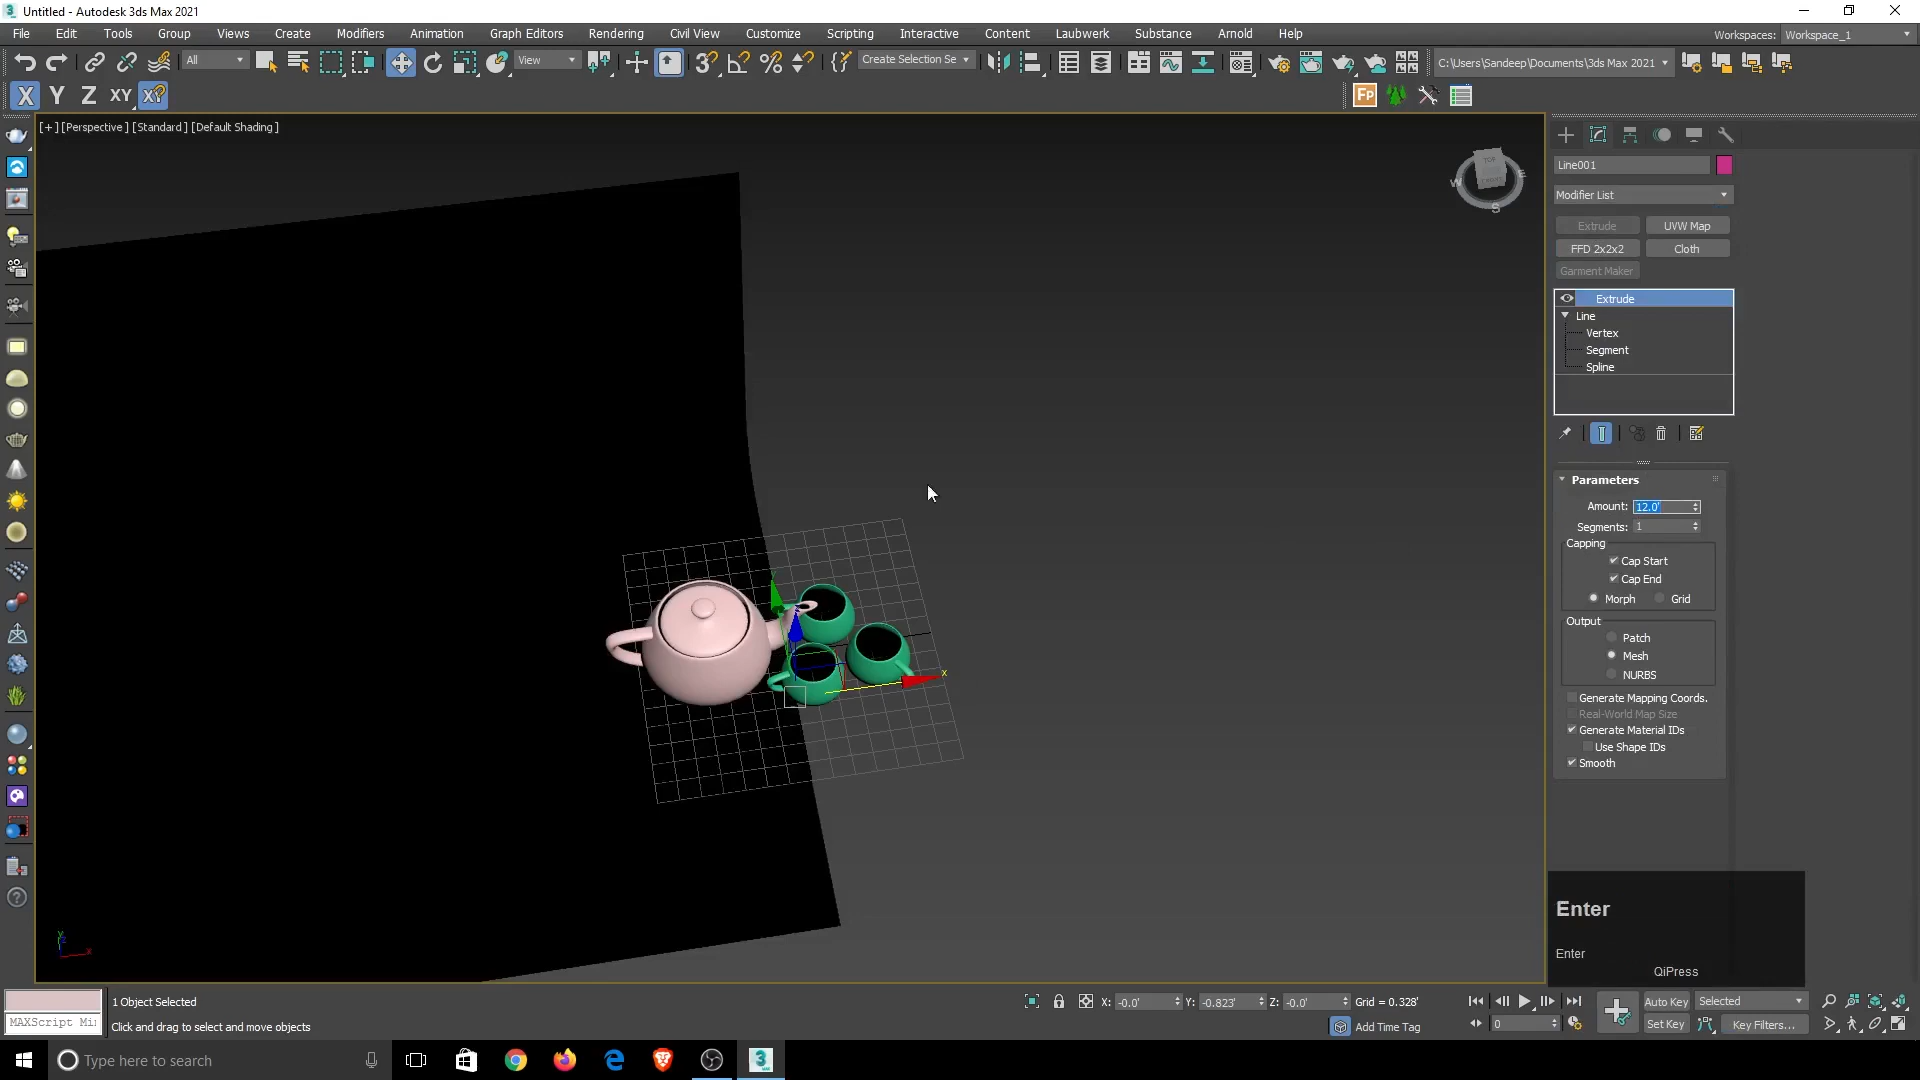 Untitled - Autodesk 3ds Max 2021
File Edit Tools Group Views Create Modifiers Animation Graph Editors Rendering Civil View Customize Scripting Interactive Content Laubwerk Substance Arnold Help
Workspaces: Workspace_1
All
View
Create Selection Se
C:\Users\Sandeep\Documents\3ds Max 2021
X Y Z XY XY
Fp
[+] [Perspective] [Standard] [Default Shading]
TOP
W E
S
Line001
Modifier List
Extrude UVW Map
FFD 2x2x2 Cloth
Garment Maker
Extrude
Line
Vertex
Segment
Spline
Parameters
Amount: 12.0'
Segments: 1
Capping
Cap Start
Cap End
Morph Grid
Output
Patch
Mesh
NURBS
Generate Mapping Coords.
Real-World Map Size
Generate Material IDs
Use Shape IDs
Smooth
x
Enter
Enter
QiPress
1 Object Selected
MAXScript Mi
Click and drag to select and move objects
X: -0.0' Y: -0.823' Z: -0.0' Grid = 0.328'
Add Time Tag
0
Auto Key Selected
Set Key Key Filters...
Type here to search